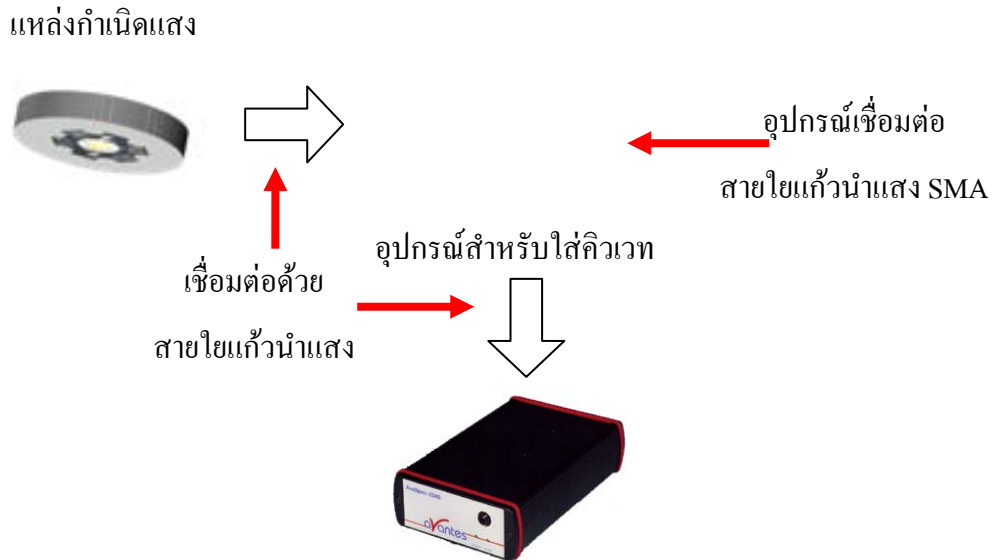 แหล่งกำเนิดแสง
อุปกรณ์เชื่อมต่อ
สายใยแก้วนำแสง SMA
อุปกรณ์สำหรับใส่คิวเวท
เชื่อมต่อด้วย
สายใยแก้วนำแสง
avantes